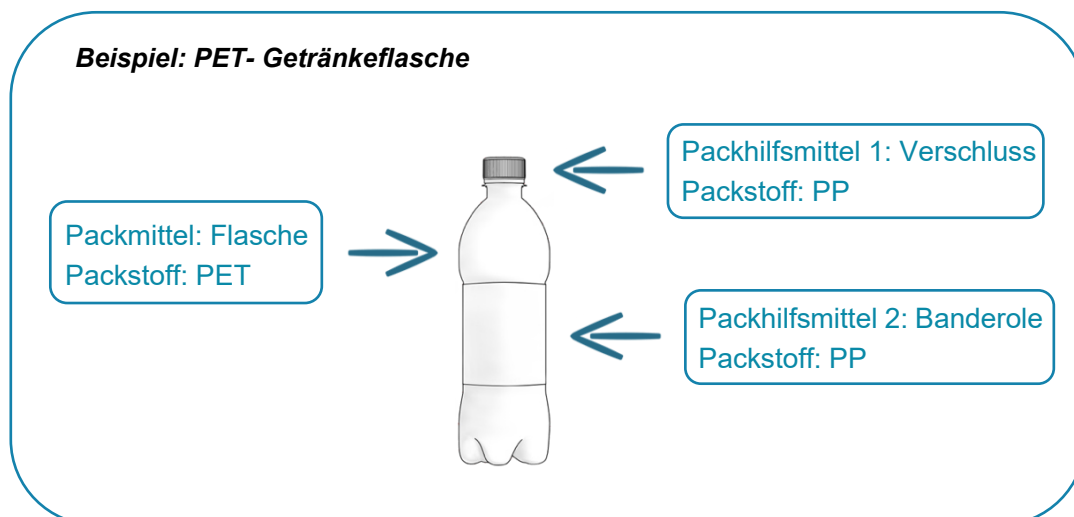 Beispiel: PET- Getränkeflasche
Packhilfsmittel 1: Verschluss
Packstoff: PP
Packmittel: Flasche
Packstoff: PET
Packhilfsmittel 2: Banderole
Packstoff: PP